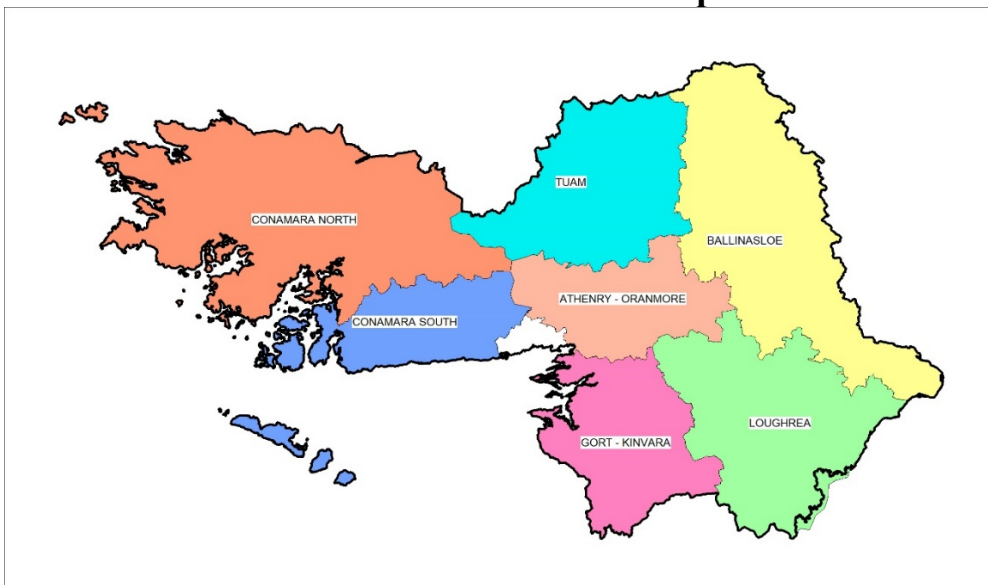 TUAM
CONAMARA NORTH
BALLINASLOE
ATHENRY - ORANMORE
CONAMARA SOUTH
LOUGHREA
GORT - KINVARA